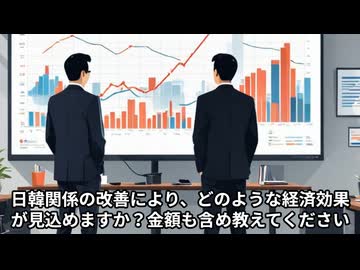 日韓関係の改善により、どのような経済効果
が見込めますか？金額も含め教えてください